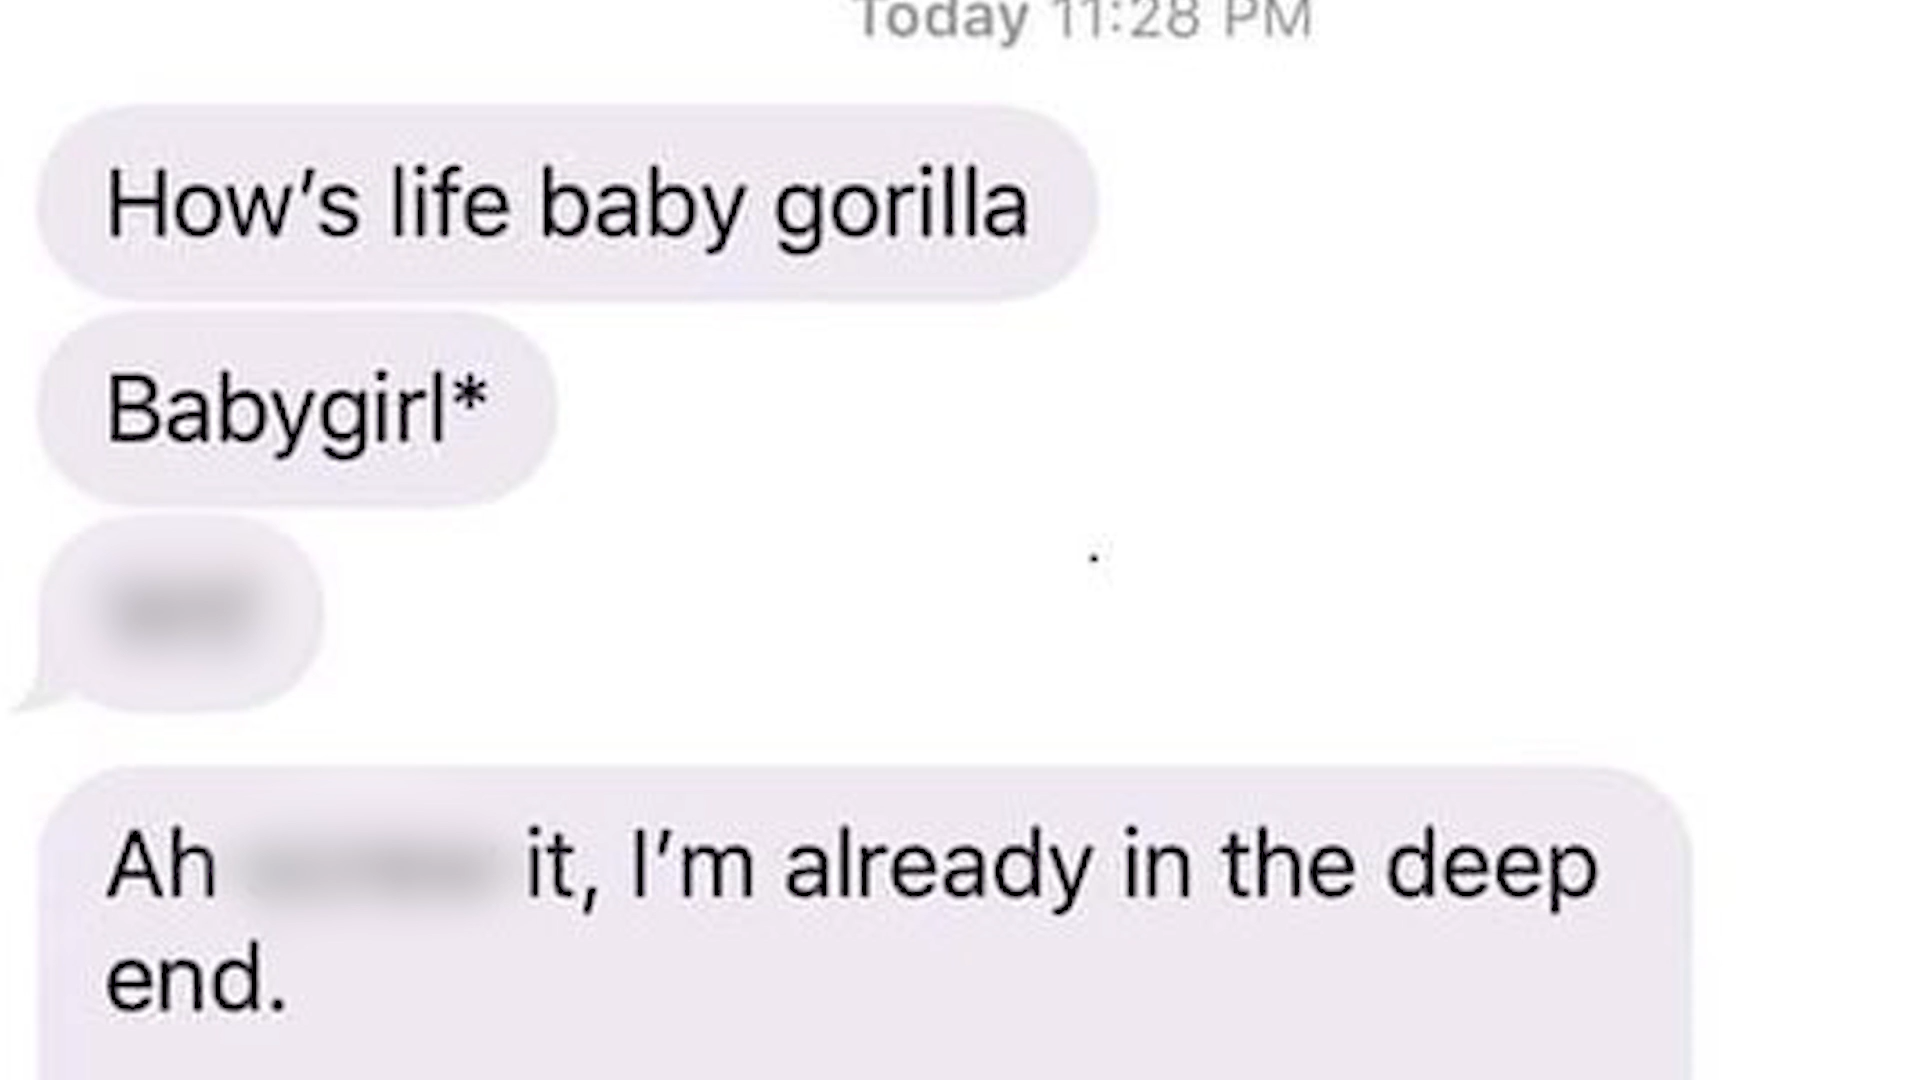 Today 11:28 PM
How’s life baby gorilla
Babygirl*
Ah it, I’m already in the deep
end.